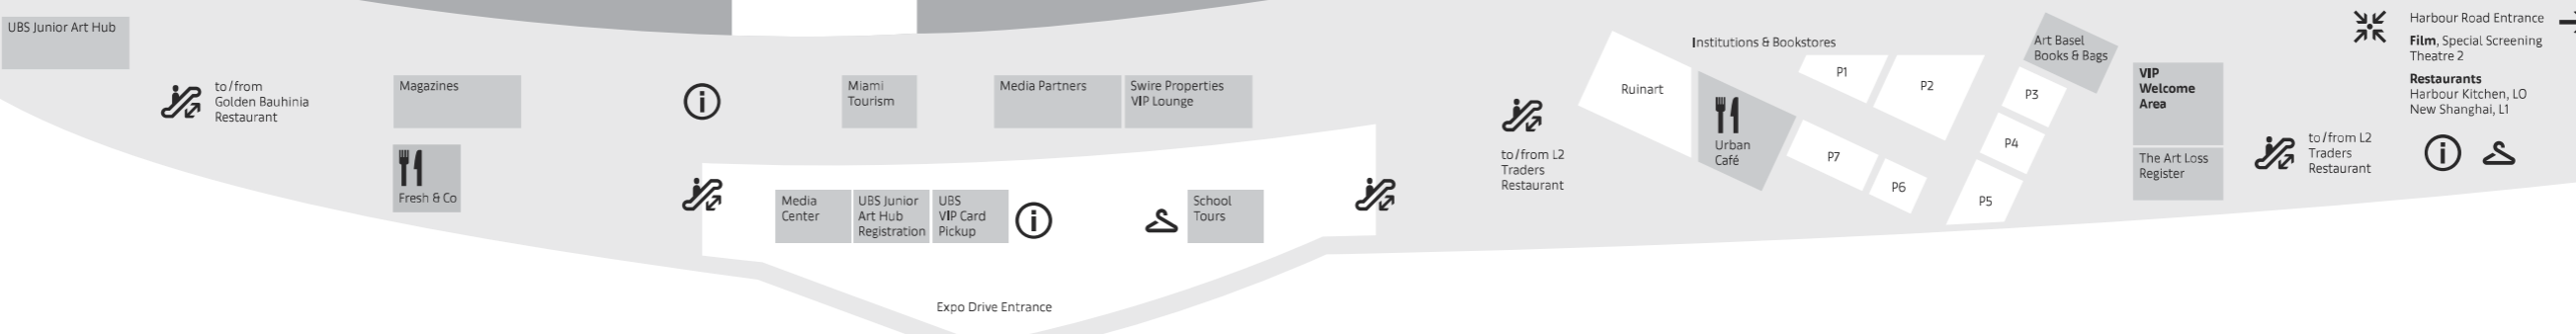 UBS Junior Art Hub
to/from
Golden Bauhinia
Restaurant
Magazines
Fresh & Co
Miami
Tourism
Media Partners
Swire Properties
VIP Lounge
Media
Center
UBS Junior
Art Hub
Registration
UBS
VIP Card
Pickup
School
Tours
Expo Drive Entrance
to/from L2
Traders
Restaurant
Institutions & Bookstores
Ruinart
Urban
Café
P1
P2
P7
P6
Art Basel
Books & Bags
P3
P4
P5
VIP
Welcome
Area
The Art Loss
Register
to/from L2
Traders
Restaurant
Harbour Road Entrance
Film, Special Screening
Theatre 2
Restaurants
Harbour Kitchen, L0
New Shanghai, L1